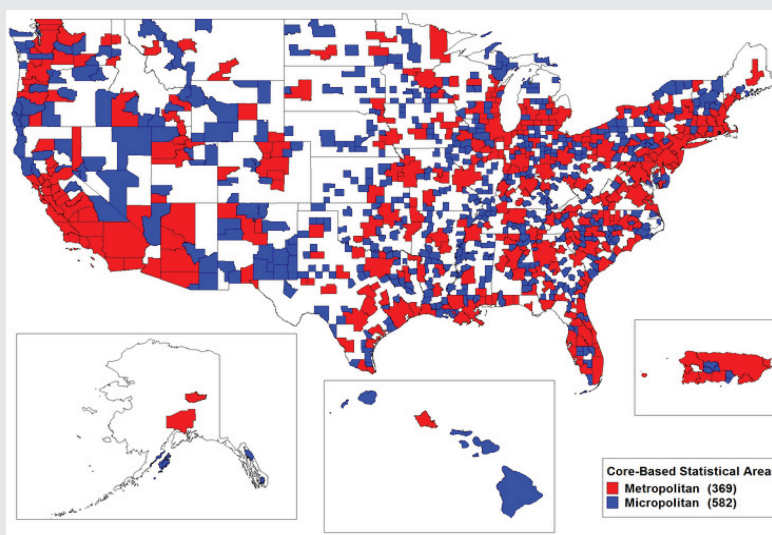 Core-Based Statistical Area
Metropolitan (369)
Micropolitan (582)